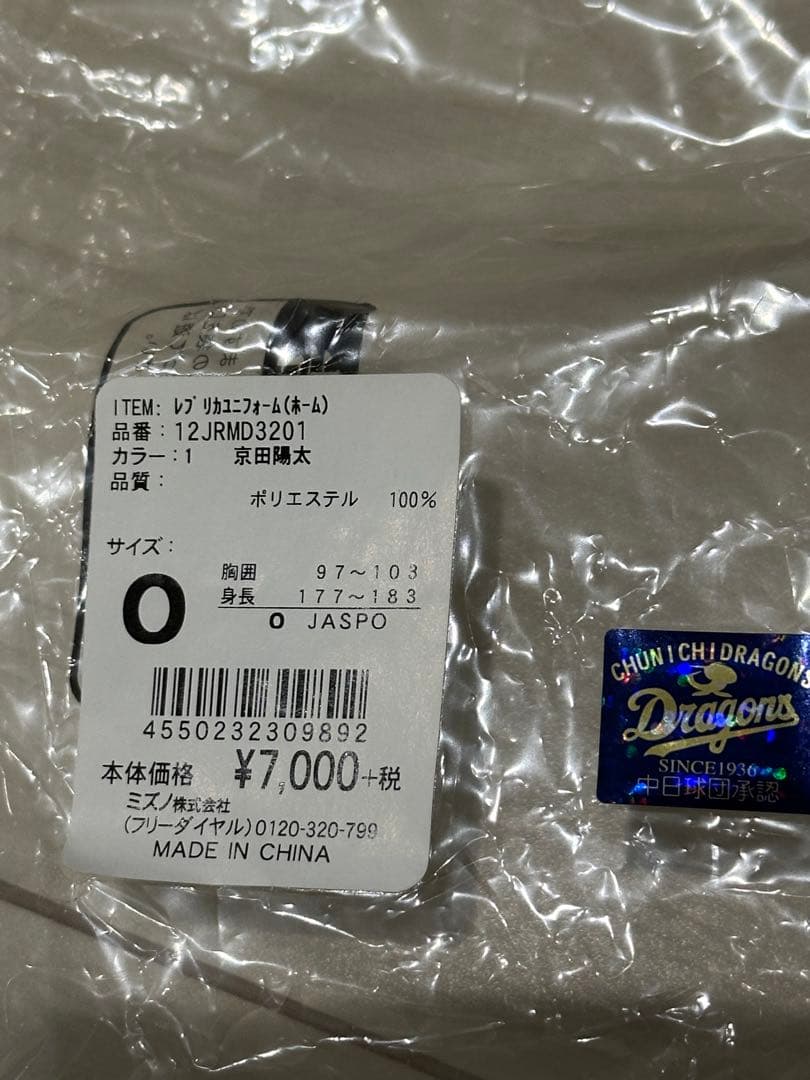 ITEM: レプリカユニフォーム(ホーム)
品番：12JRMD3201
カラー：1 京田陽太
品質：
ポリエステル 100%
サイズ：
O
胸囲 97〜103
身長 177〜183
O JASPO
4550232309892
本体価格 ¥7,000+税
ミズノ株式会社
(フリーダイヤル)0120-320-799
MADE IN CHINA
CHUNICHI DRAGONS
Dragons
SINCE1936
中日球団承認